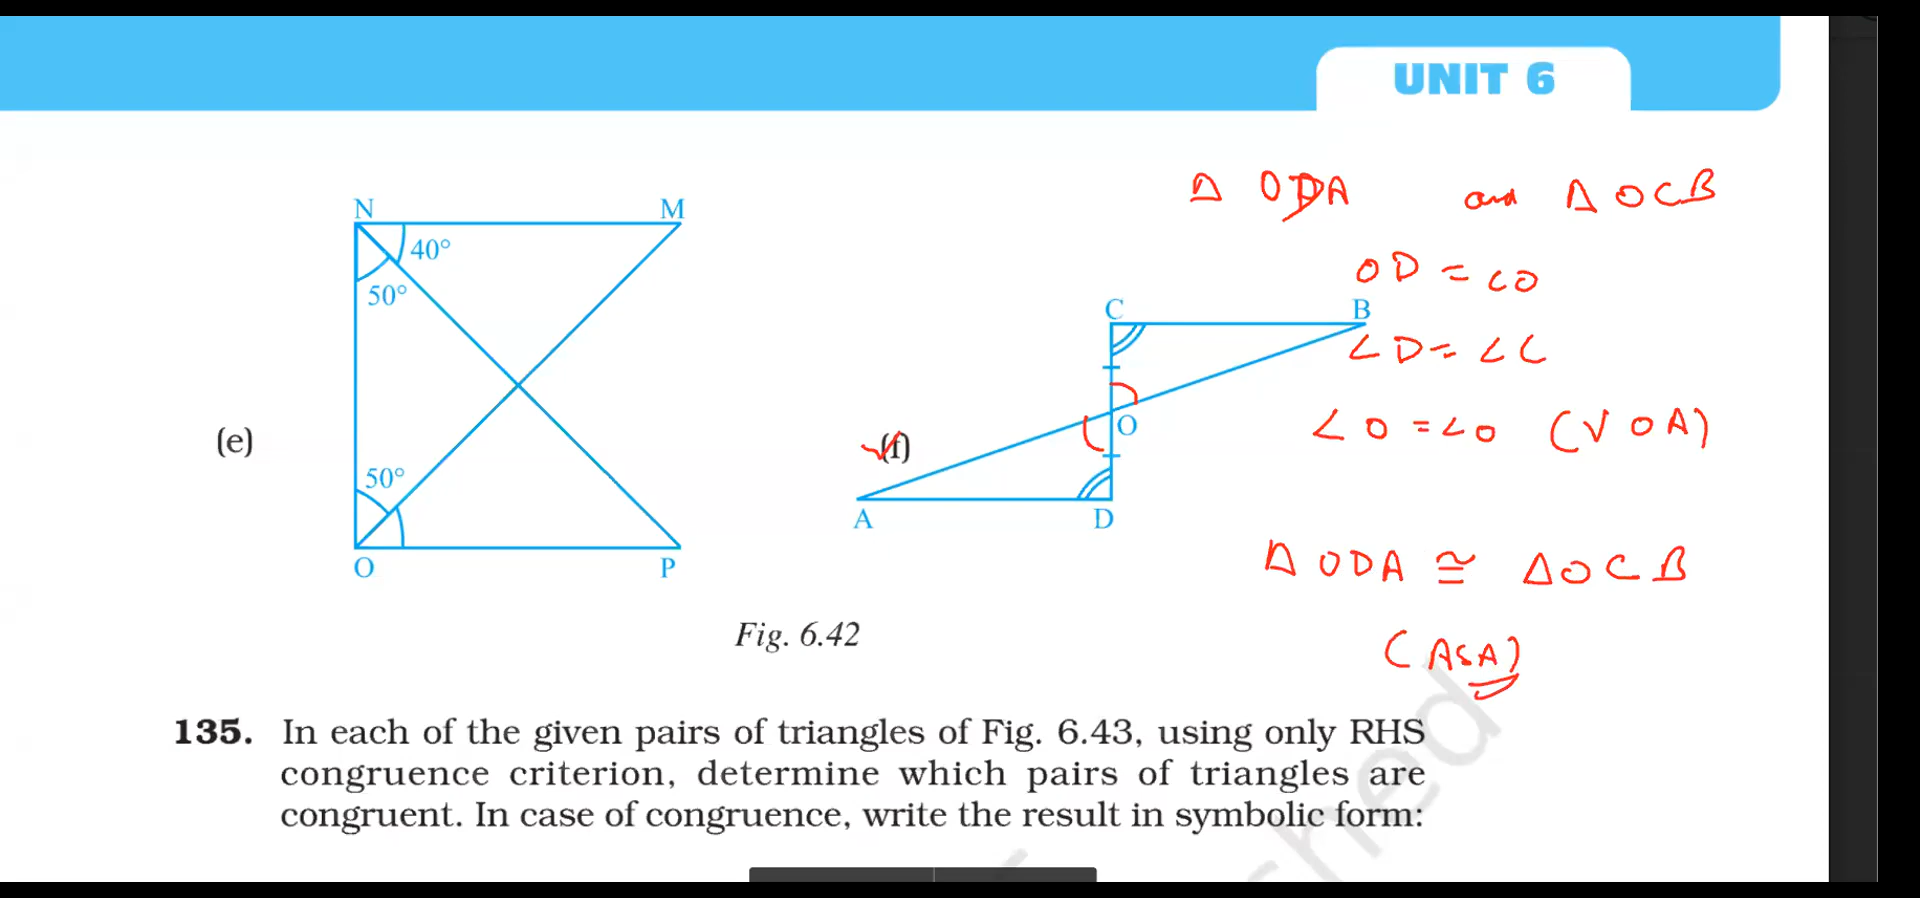 UNIT 6
N M
40°
50°
(e)
50°
O P
C B
O
(f)
A D
Δ ODA and Δ OCB
OD = CO
∠D = ∠C
∠O = ∠O (VOA)
Δ ODA ≅ Δ OCB
(ASA)
Fig. 6.42
135. In each of the given pairs of triangles of Fig. 6.43, using only RHS
congruence criterion, determine which pairs of triangles are
congruent. In case of congruence, write the result in symbolic form: